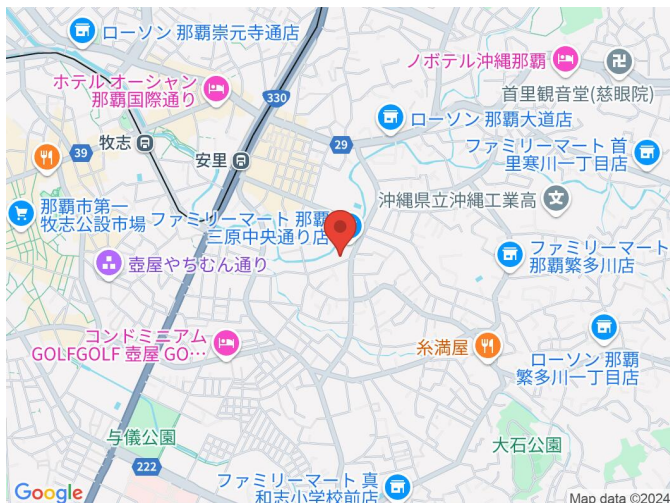 ローソン 那覇崇元寺通店
ノボテル沖縄那覇
首里観音堂(慈眼院)
ホテル オーシャン
那覇国際通り
330
ローソン 那覇大道店
牧志
安里
29
39
ファミリーマート 首
里寒川一丁目店
沖縄県立沖縄工業高
那覇市第一
牧志公設市場
ファミリーマート 那覇
三原中央通り店
壺屋やちむん通り
ファミリーマート
那覇繁多川店
コンドミニアム
GOLFGOLF 壺屋 GO…
糸満屋
ローソン 那覇
繁多川一丁目店
与儀公園
大石公園
222
ファミリーマート 真
和志小学校前店
Google
Map data ©2024